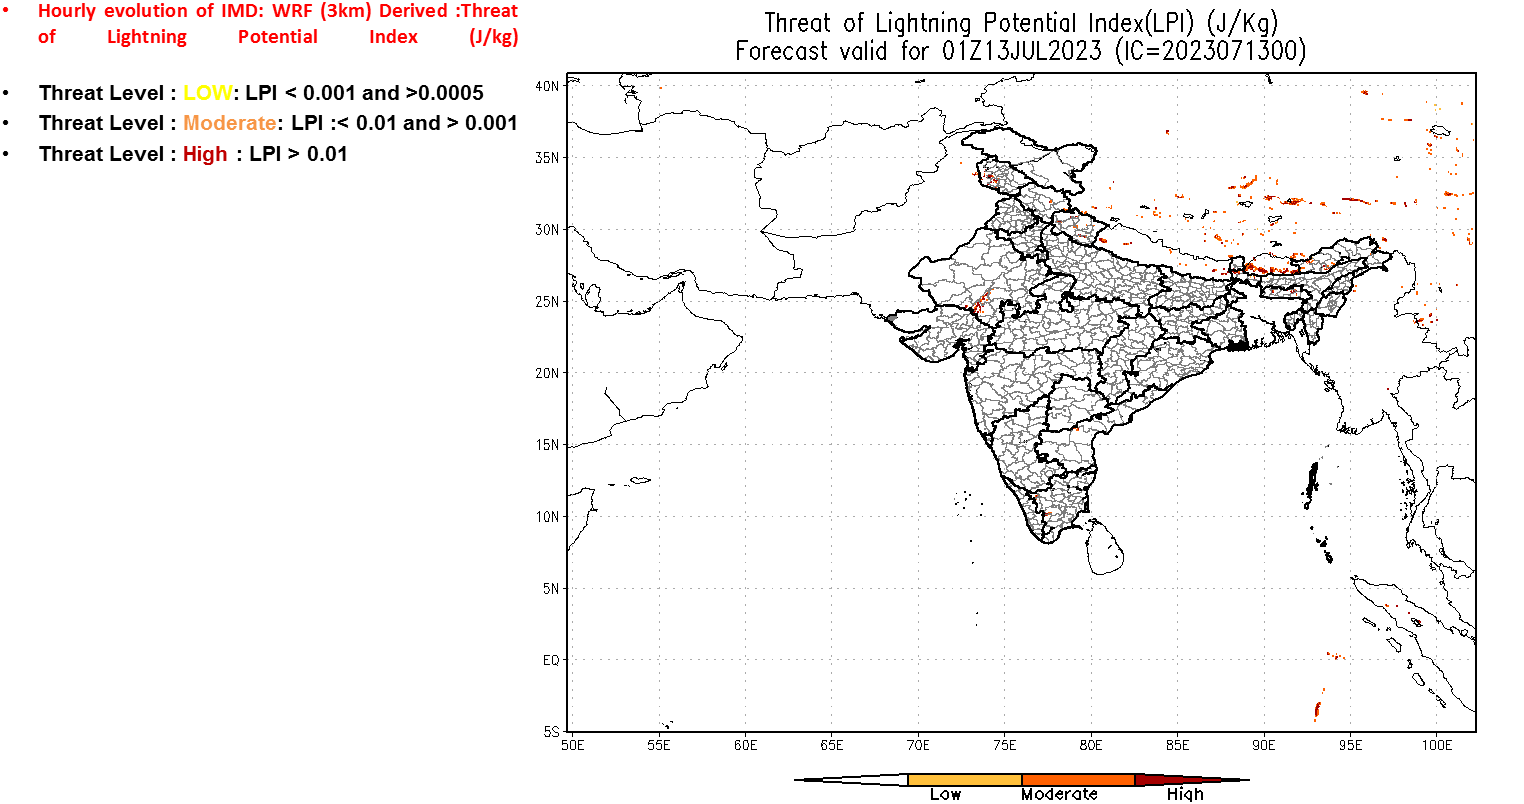 • Hourly evolution of IMD: WRF (3km) Derived :Threat
of Lightning Potential Index (J/kg)
• Threat Level : LOW: LPI < 0.001 and >0.0005
• Threat Level : Moderate: LPI :< 0.01 and > 0.001
• Threat Level : High : LPI > 0.01
Threat of Lightning Potential Index(LPI) (J/Kg)
Forecast valid for 01Z13JUL2023 (IC=2023071300)
40N
35N
30N
25N
20N
15N
10N
5N
EQ
5S
50E 55E 60E 65E 70E 75E 80E 85E 90E 95E 100E
Low Moderate High